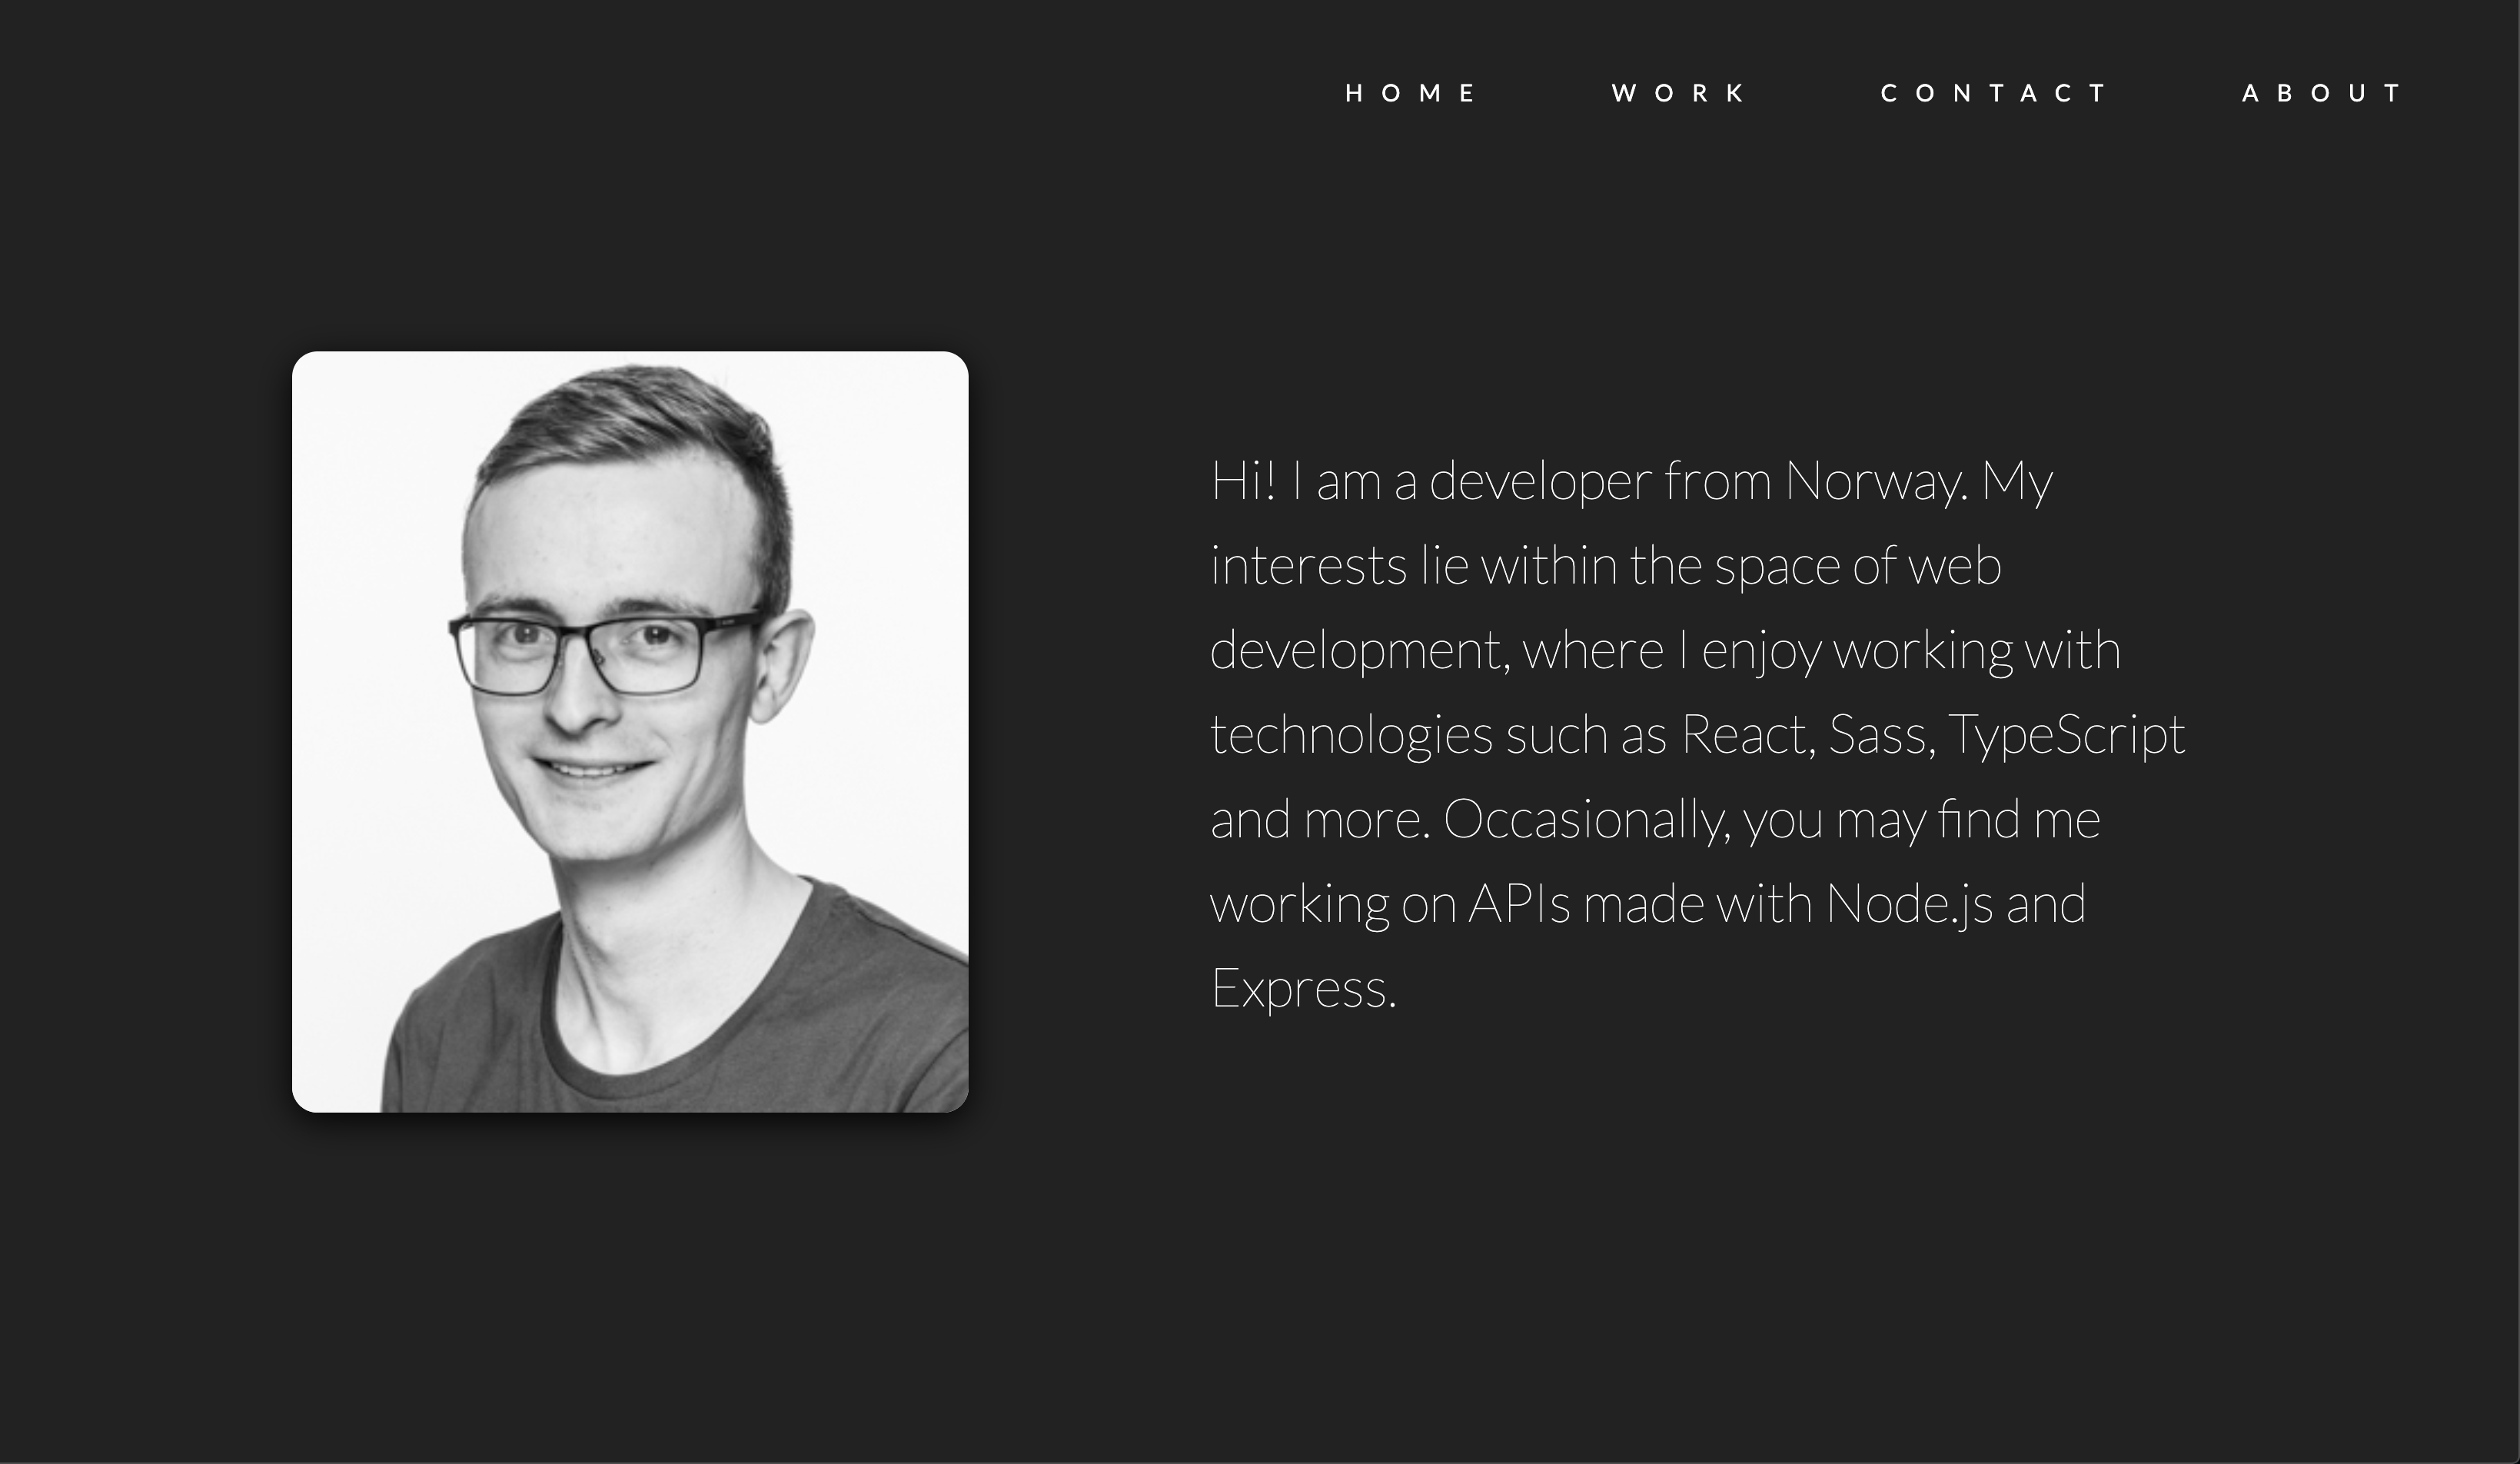 HOME WORK CONTACT ABOUT
Hi! I am a developer from Norway. My
interests lie within the space of web
development, where I enjoy working with
technologies such as React, Sass, TypeScript
and more. Occasionally, you may find me
working on APIs made with Node.js and
Express.